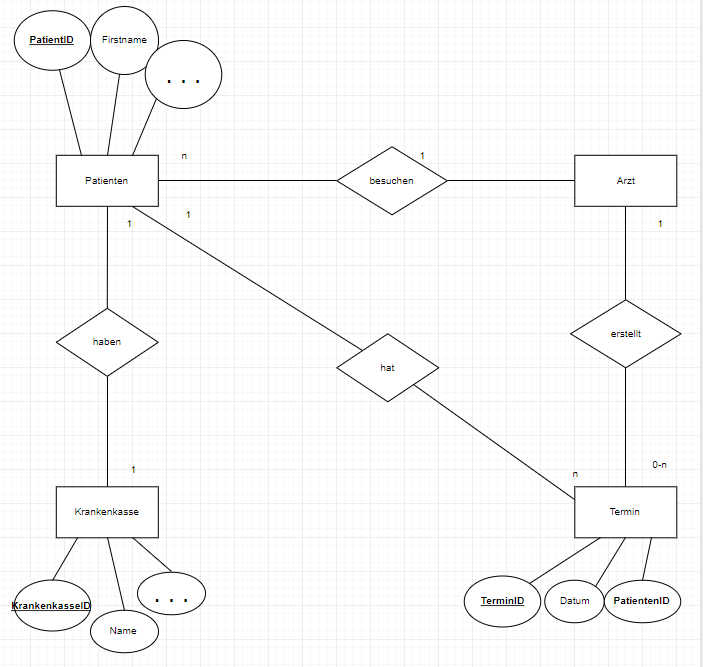 PatientID
Firstname
. . .
n
1
Patienten
besuchen
Arzt
1
1
1
haben
hat
erstellt
1
n
0-n
Krankenkasse
Termin
KrankenkasseID
Name
. . .
TerminID
Datum
PatientenID